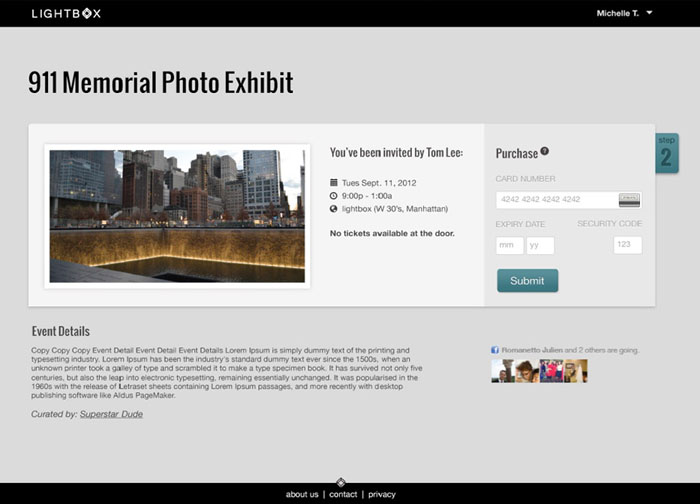 LIGHTBOX
Michelle T.
911 Memorial Photo Exhibit
You've been invited by Tom Lee:
Tues Sept. 11, 2012
9:00p - 1:00a
lightbox (W 30's, Manhattan)
No tickets available at the door.
Purchase ?
CARD NUMBER
4242 4242 4242 4242
EXPIRY DATE
SECURITY CODE
mm
yy
123
Submit
step
2
Event Details
Copy Copy Copy Event Detail Event Detail Event Details Lorem Ipsum is simply dummy text of the printing and
typesetting industry. Lorem Ipsum has been the industry's standard dummy text ever since the 1500s, when an
unknown printer took a galley of type and scrambled it to make a type specimen book. It has survived not only five
centuries, but also the leap into electronic typesetting, remaining essentially unchanged. It was popularised in the
1960s with the release of Letraset sheets containing Lorem Ipsum passages, and more recently with desktop
publishing software like Aldus PageMaker.
Curated by: Superstar Dude
f Romanetto Julien and 2 others are going.
about us | contact | privacy